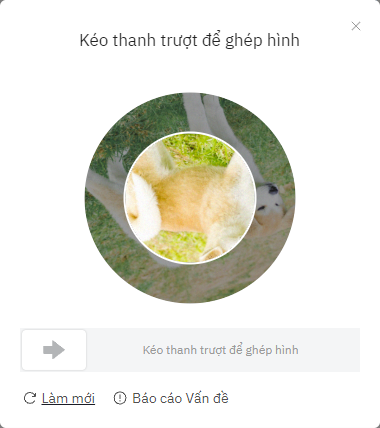 Kéo thanh trượt để ghép hình
Kéo thanh trượt để ghép hình
Làm mới
Báo cáo Vấn đề